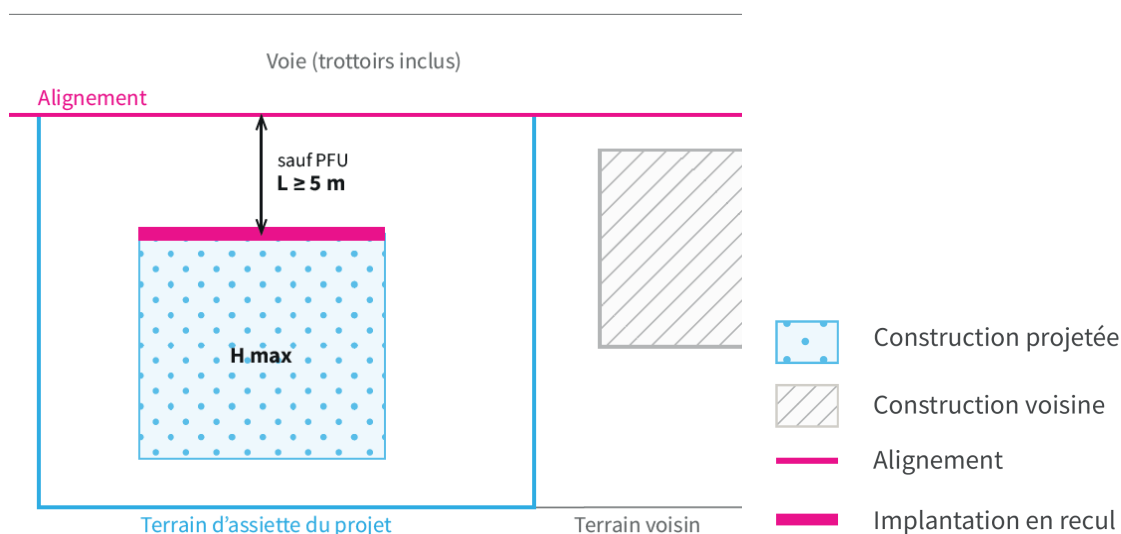 Voie (trottoirs inclus)
Alignement
sauf PFU
L ≥ 5 m
H max
Terrain d’assiette du projet
Terrain voisin
Construction projetée
Construction voisine
Alignement
Implantation en recul